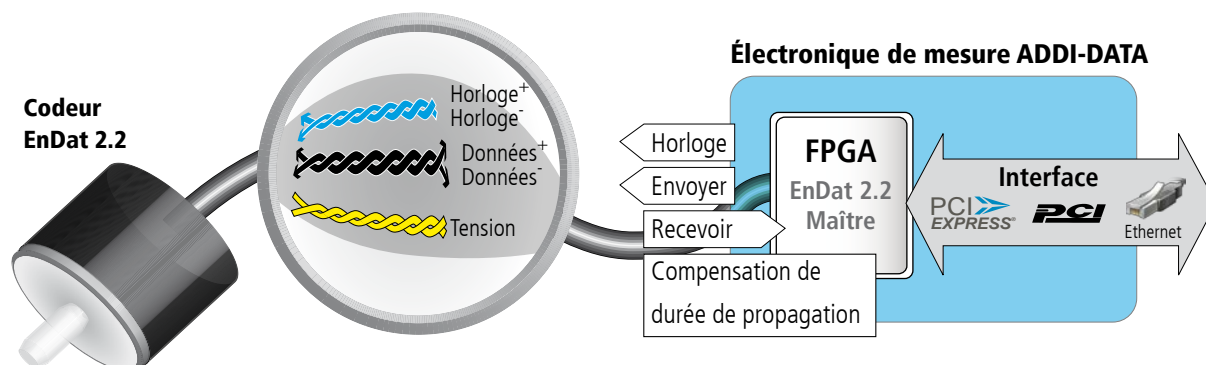 Électronique de mesure ADDI-DATA
Codeur
EnDat 2.2
Horloge+
Horloge-
Données+
Données-
Tension
Horloge
Envoyer
Recevoir
Compensation de
durée de propagation
FPGA
EnDat 2.2
Maître
Interface
PCI
EXPRESS®
PCI
Ethernet